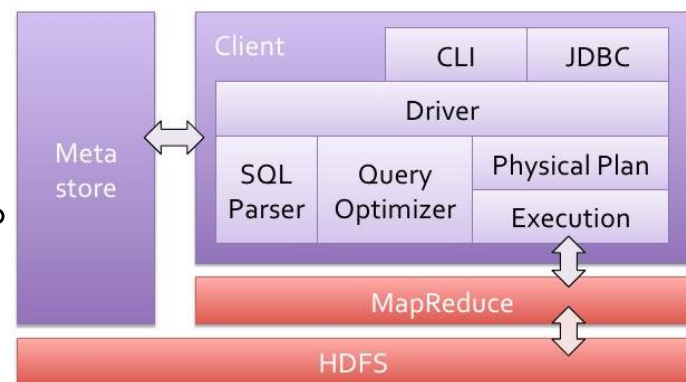 Client
CLI
JDBC
Driver
Meta
store
SQL
Parser
Query
Optimizer
Physical Plan
Execution
MapReduce
HDFS